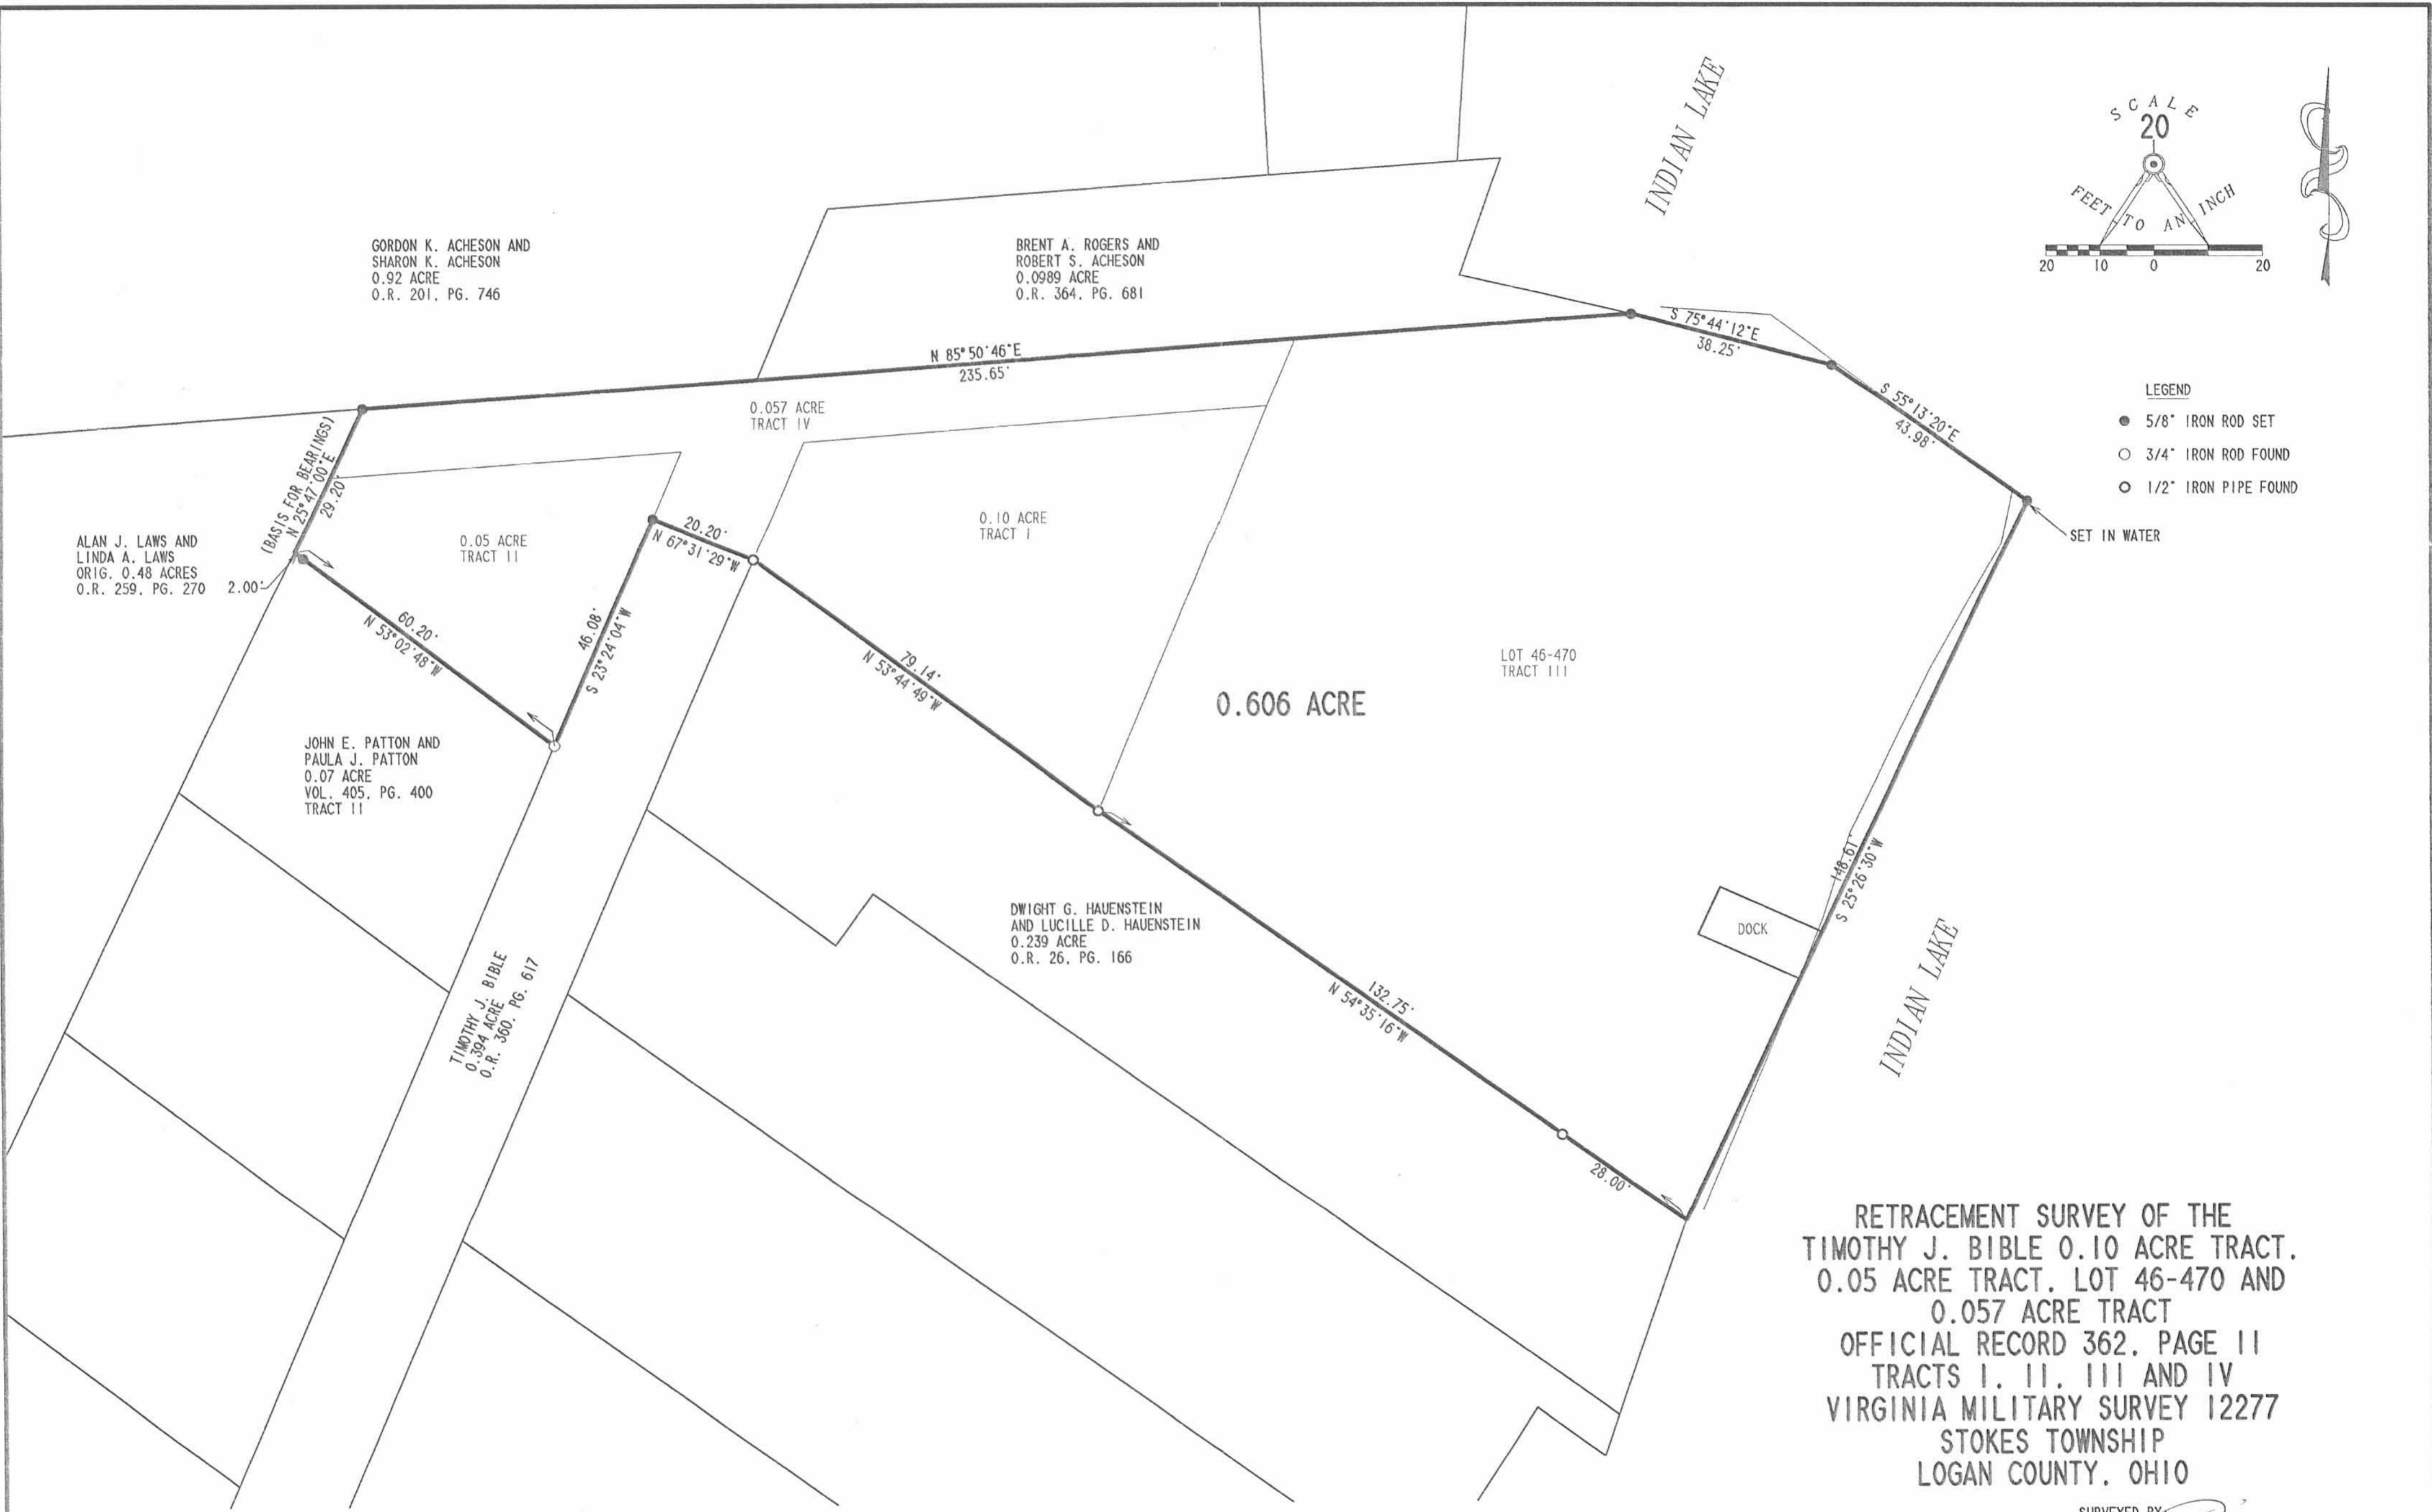 INDIAN LAKE
SCALE
20
FEET TO AN INCH
20 10 0 20
GORDON K. ACHESON AND
SHARON K. ACHESON
0.92 ACRE
O.R. 201, PG. 746
BRENT A. ROGERS AND
ROBERT S. ACHESON
0.0989 ACRE
O.R. 364, PG. 681
N 85°50'46"E
235.65'
S 75°44'12"E
38.25'
S 55°13'20"E
43.98'
LEGEND
5/8" IRON ROD SET
3/4" IRON ROD FOUND
1/2" IRON PIPE FOUND
SET IN WATER
(BASIS FOR BEARINGS)
N 25°47'00"E
29.20'
0.057 ACRE
TRACT IV
ALAN J. LAWS AND
LINDA A. LAWS
ORIG. 0.48 ACRES
O.R. 259, PG. 270
2.00'
0.05 ACRE
TRACT II
20.20'
N 67°31'29"W
0.10 ACRE
TRACT I
60.20'
N 53°02'48"W
46.08'
S 23°24'04"W
79.14'
N 53°44'49"W
LOT 46-470
TRACT III
0.606 ACRE
JOHN E. PATTON AND
PAULA J. PATTON
0.07 ACRE
VOL. 405, PG. 400
TRACT II
148.61'
S 25°26'30"W
DOCK
DWIGHT G. HAUENSTEIN
AND LUCILLE D. HAUENSTEIN
0.239 ACRE
O.R. 26, PG. 166
TIMOTHY J. BIBLE
0.394 ACRE
O.R. 360, PG. 617
132.75'
N 54°35'16"W
INDIAN LAKE
28.00'
RETRACEMENT SURVEY OF THE
TIMOTHY J. BIBLE 0.10 ACRE TRACT,
0.05 ACRE TRACT, LOT 46-470 AND
0.057 ACRE TRACT
OFFICIAL RECORD 362, PAGE 11
TRACTS I, II, III AND IV
VIRGINIA MILITARY SURVEY 12277
STOKES TOWNSHIP
LOGAN COUNTY, OHIO
SURVEYED BY